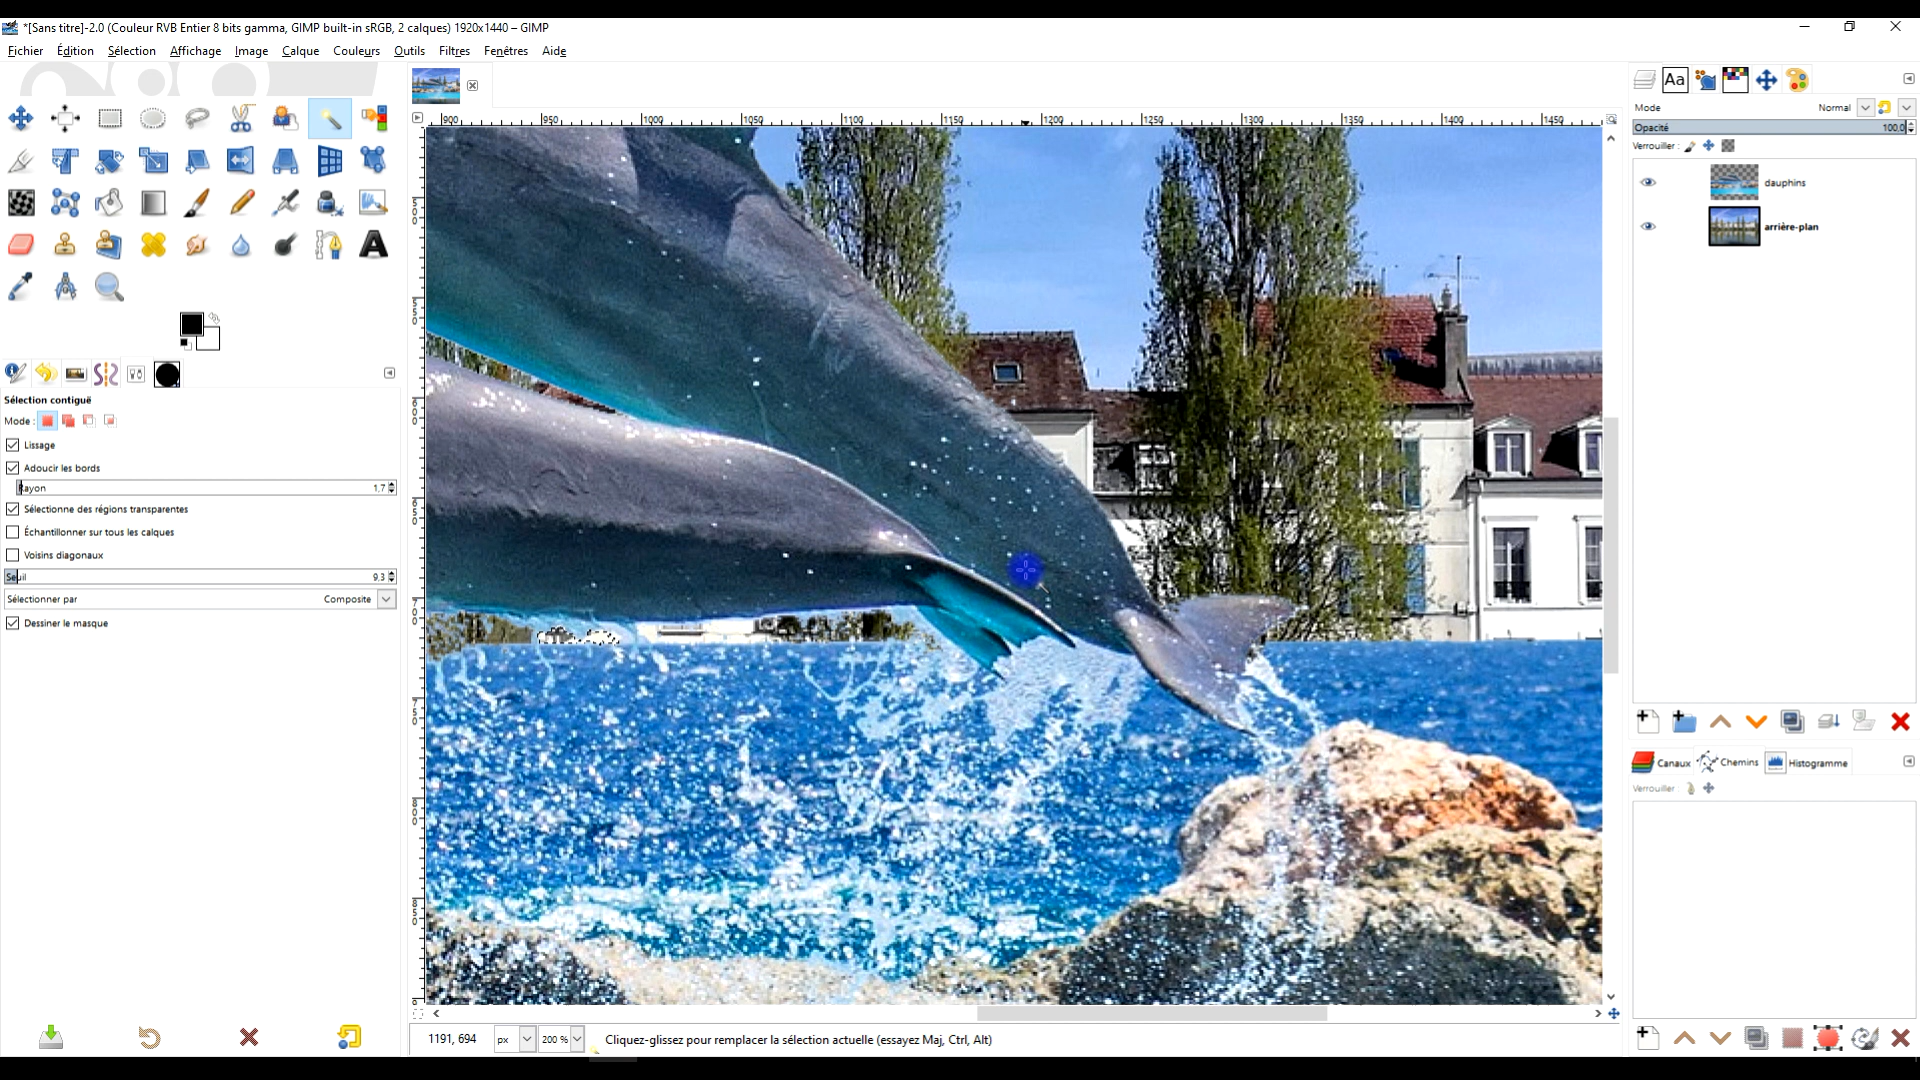 *[Sans titre]-2.0 (Couleur RVB Entier 8 bits gamma, GIMP built-in sRGB, 2 calques) 1920x1440 – GIMP
Fichier Édition Sélection Affichage Image Calque Couleurs Outils Filtres Fenêtres Aide
900 950 1000 1050 1100 1150 1200 1250 1300 1350 1400 1450
Aa
Mode Normal
Opacité 100,0
Verrouiller :
dauphins
arrière-plan
Sélection contiguë
Mode :
Lissage
Adoucir les bords
Rayon 1,7
Sélectionne des régions transparentes
Échantillonner sur tous les calques
Voisins diagonaux
Seuil 9,3
Sélectionner par Composite
Dessiner le masque
Canaux Chemins Histogramme
Verrouiller :
1191, 694 px 200 % Cliquez-glissez pour remplacer la sélection actuelle (essayez Maj, Ctrl, Alt)